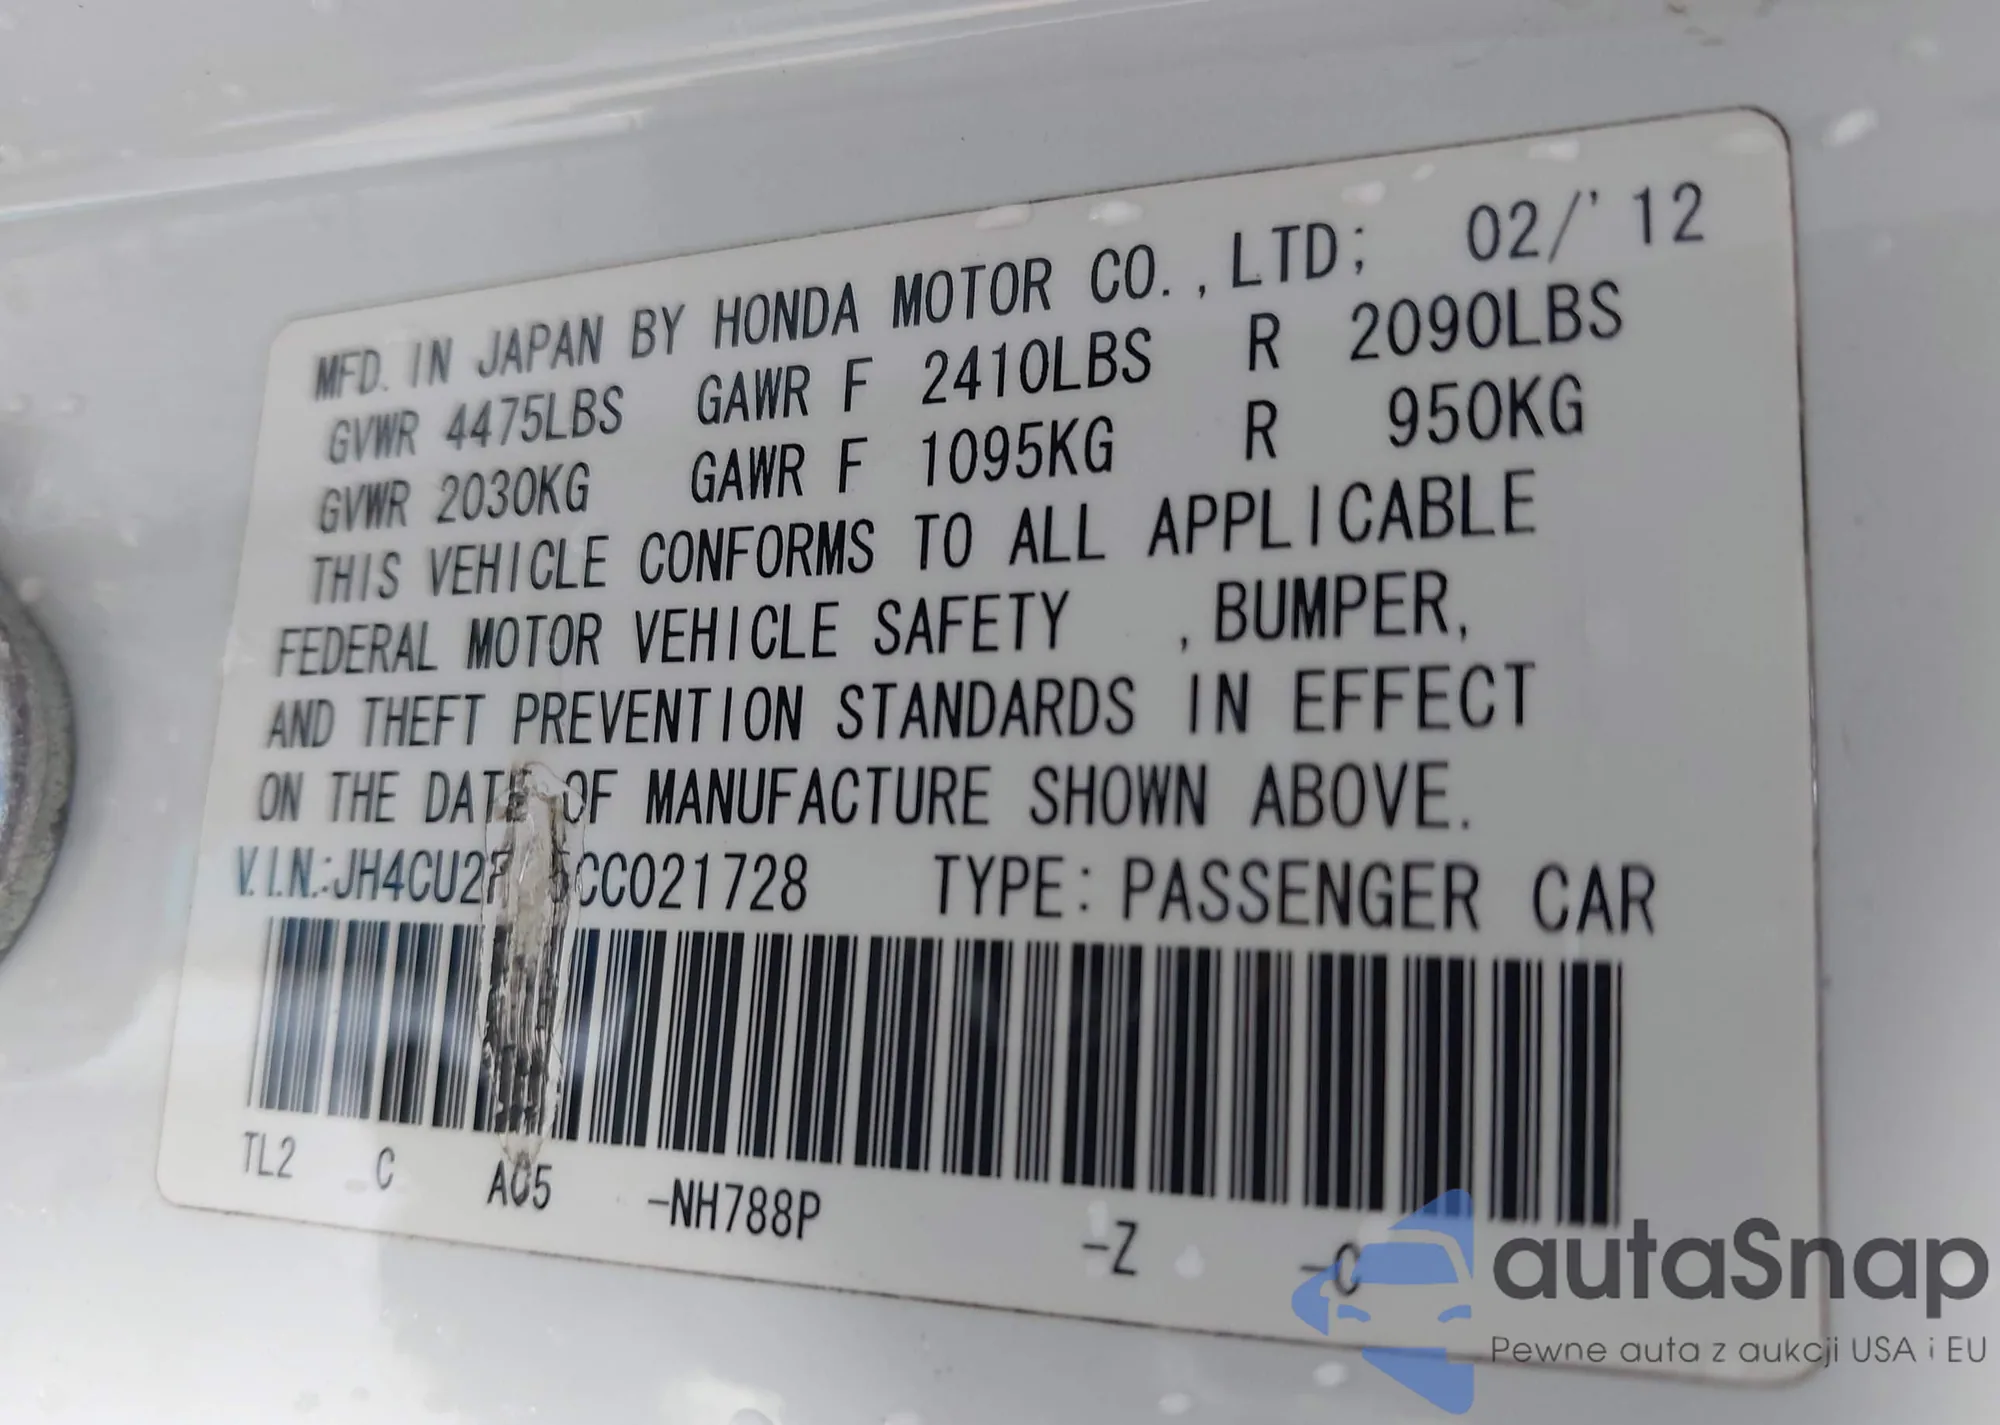 MFD. IN JAPAN BY HONDA MOTOR CO., LTD; 02/'12
GVWR 4475LBS GAWR F 2410LBS R 2090LBS
GVWR 2030KG GAWR F 1095KG R 950KG
THIS VEHICLE CONFORMS TO ALL APPLICABLE
FEDERAL MOTOR VEHICLE SAFETY , BUMPER,
AND THEFT PREVENTION STANDARDS IN EFFECT
ON THE DATE OF MANUFACTURE SHOWN ABOVE.
V.I.N.: TYPE: PASSENGER CAR
TL2 C A05 -NH788P -Z -C
autaSnap
Pewne auta z aukcji USA i EU